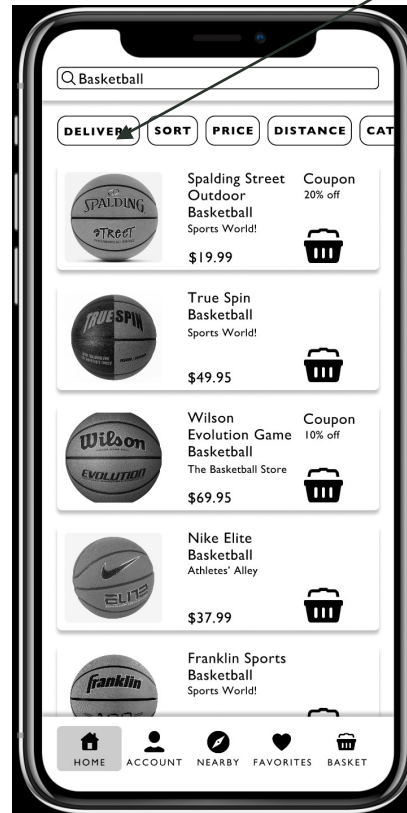 Basketball
DELIVERY SORT PRICE DISTANCE CAT
Spalding Street
Outdoor
Basketball
Sports World!
$19.99
Coupon
20% off
SPALDING
STREET
True Spin
Basketball
Sports World!
$49.95
TRUE SPIN
Wilson
Evolution Game
Basketball
The Basketball Store
$69.95
Coupon
10% off
Wilson
EVOLUTION
Nike Elite
Basketball
Athletes' Alley
$37.99
ELITE
Franklin Sports
Basketball
Sports World!
Franklin
HOME ACCOUNT NEARBY FAVORITES BASKET